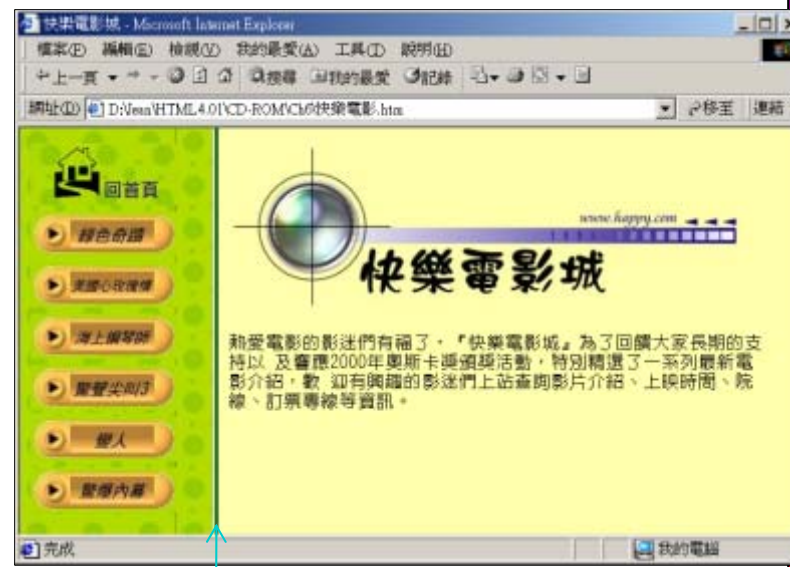 快樂電影城 - Microsoft Internet Explorer
檔案(F) 編輯(E) 檢視(V) 我的最愛(A) 工具(T) 說明(H)
上一頁 搜尋 我的最愛 記錄
網址(D) D:\Jean\HTML4.01\CD-ROM\Ch6\快樂電影.htm 移至 連結
回首頁
綠色奇蹟
美國心玫瑰情
海上鋼琴師
驚聲尖叫3
變人
驚爆內幕
www.happy.com
快樂電影城
熱愛電影的影迷們有福了，『快樂電影城』為了回饋大家長期的支
持以 及響應2000年奧斯卡獎頒獎活動，特別精選了一系列最新電
影介紹，歡 迎有興趣的影迷們上站查詢影片介紹、上映時間、院
線、訂票專線等資訊。
完成 我的電腦